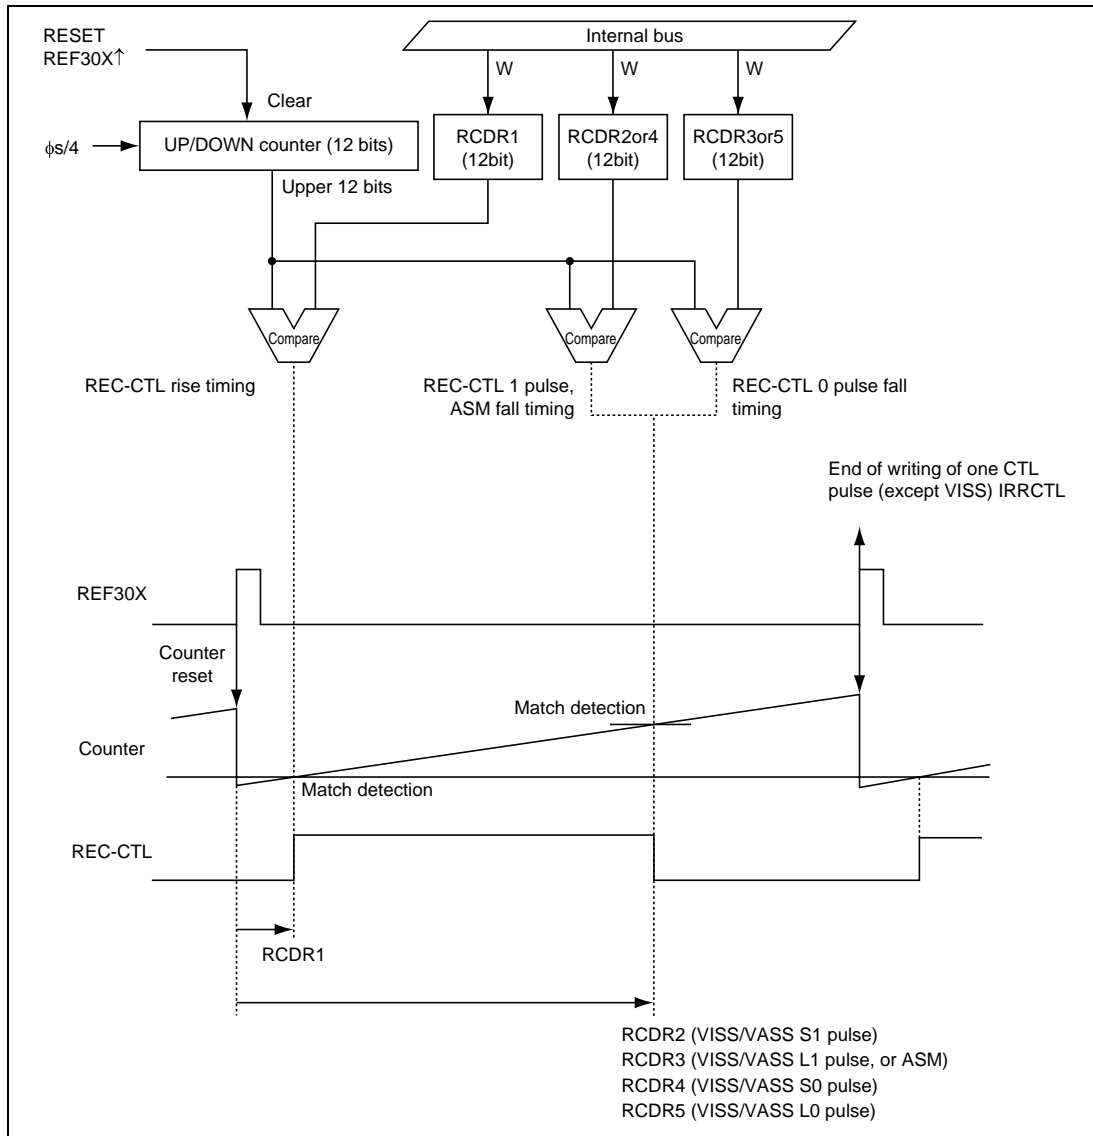 RESET
REF30X↑
Internal bus
W
W
W
Clear
ϕs/4
UP/DOWN counter (12 bits)
RCDR1
(12bit)
RCDR2or4
(12bit)
RCDR3or5
(12bit)
Upper 12 bits
Compare
Compare
Compare
REC-CTL rise timing
REC-CTL 1 pulse,
ASM fall timing
REC-CTL 0 pulse fall
timing
End of writing of one CTL
pulse (except VISS) IRRCTL
REF30X
Counter
reset
Match detection
Counter
Match detection
REC-CTL
RCDR1
RCDR2 (VISS/VASS S1 pulse)
RCDR3 (VISS/VASS L1 pulse, or ASM)
RCDR4 (VISS/VASS S0 pulse)
RCDR5 (VISS/VASS L0 pulse)